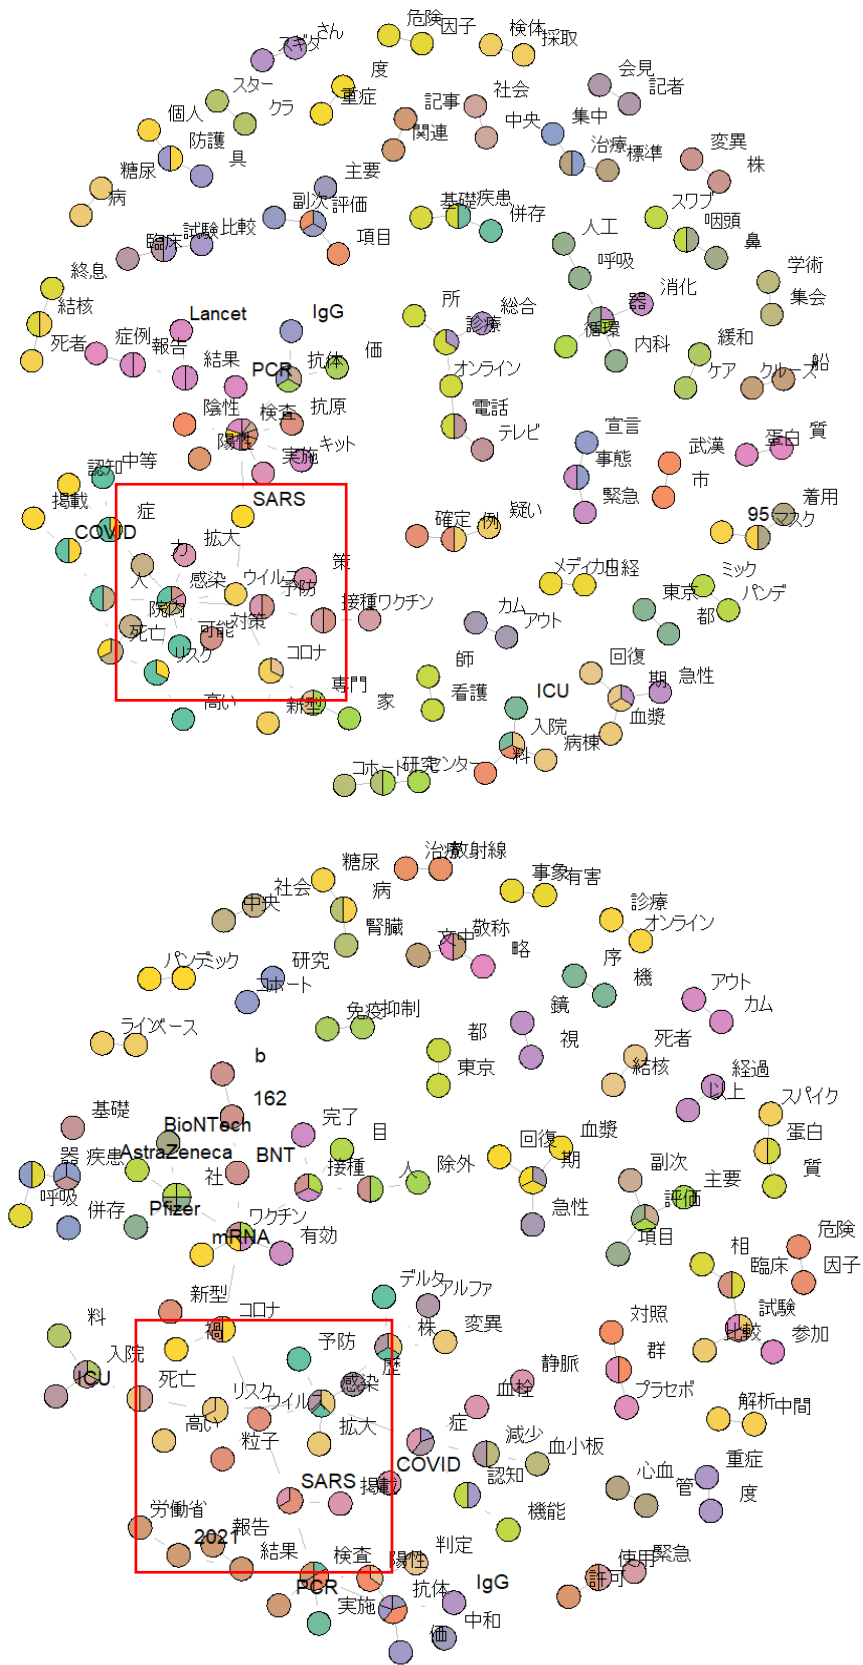 さん
スギタ
危険 因子
検体 採取
スター
クラ
度
重症
会見
記者
個人
防護
具
記事
関連
社会
中央
集中
治療 標準
変異
株
糖尿
病
主要
副次 評価
項目
基礎 疾患
併存
スワブ
咽頭
鼻
臨床 試験 比較
人工
呼吸
器
消化
循環
内科
学術
集会
終息
結核
死者
症例
報告
Lancet
結果
IgG
PCR
抗体
価
所
診療
総合
オンライン
電話
テレビ
緩和
ケア
クルーズ
船
陰性
陽性
検査
抗原
実施
キット
宣言
事態
緊急
武漢
市
蛋白 質
認知 中等
掲載
COVID
症
SARS
確定 例 疑い
95 マスク
着用
力
拡大
人
感染
ウイルス
策
予防
メディカル 日経
ミック
パンデ
院内
対策
接種 ワクチン
カム
アウト
東京
都
死亡
可能
リスク
コロナ
高い
新型
専門
家
師
看護
ICU
入院
料
病棟
回復
期
急性
血漿
コホート 研究 センター
糖尿
病
腎臓
治療 放射線
事象 有害
社会
中央
診療
オンライン
文中
敬称
略
パンデ ミック
研究
コホート
序
機
アウト
カム
ライン ベース
免疫 抑制
都
東京
鏡
視
死者
結核
b
162
経過
以上
スパイク
蛋白
質
基礎
器 疾患
呼吸
併存
BioNTech
AstraZeneca
社
Pfizer
BNT
完了
目
接種
人
除外
回復
血漿
期
急性
副次
主要
評価
項目
ワクチン
mRNA
有効
危険
因子
相
臨床
試験
比較
参加
新型
コロナ
禍
デルタ アルファ
株
変異
歴
料
入院
ICU
死亡
リスク
高い
予防
感染
ウイル
拡大
粒子
対照
群
プラセボ
静脈
血栓
症
COVID
減少
血小板
認知
機能
解析 中間
SARS
掲載
心血
管
重症
度
労働省
2021
報告
結果
検査
PCR
実施
陽性
判定
抗体
IgG
中和
価
使用 緊急
許可